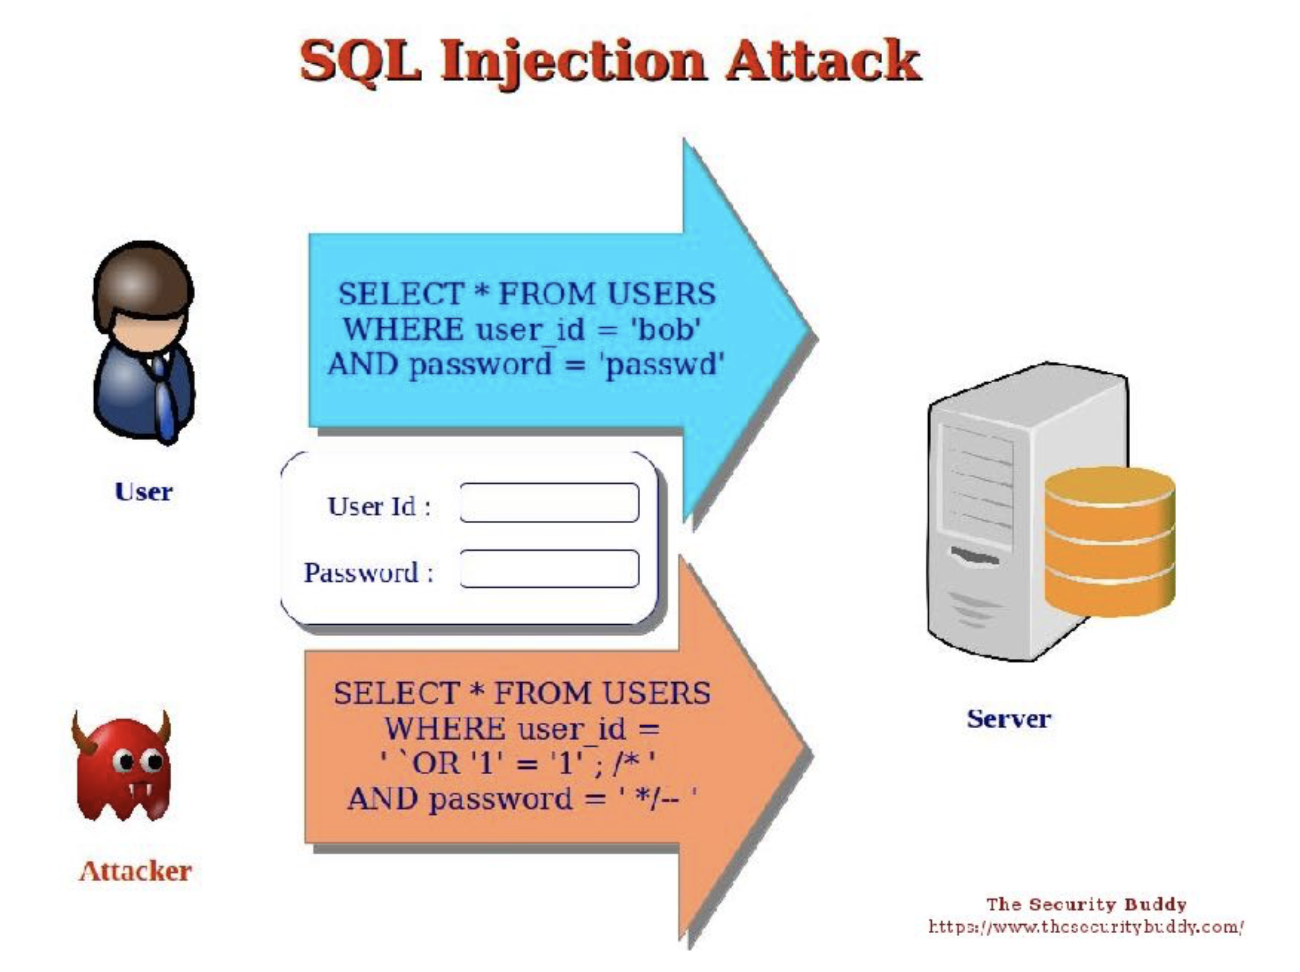 SQL Injection Attack
SELECT * FROM USERS
WHERE user_id = 'bob'
AND password = 'passwd'
User
User Id :
Password :
SELECT * FROM USERS
WHERE user_id =
' `OR '1' = '1' ; /* '
AND password = ' */-- '
Server
Attacker
The Security Buddy
https://www.thesecuritybuddy.com/